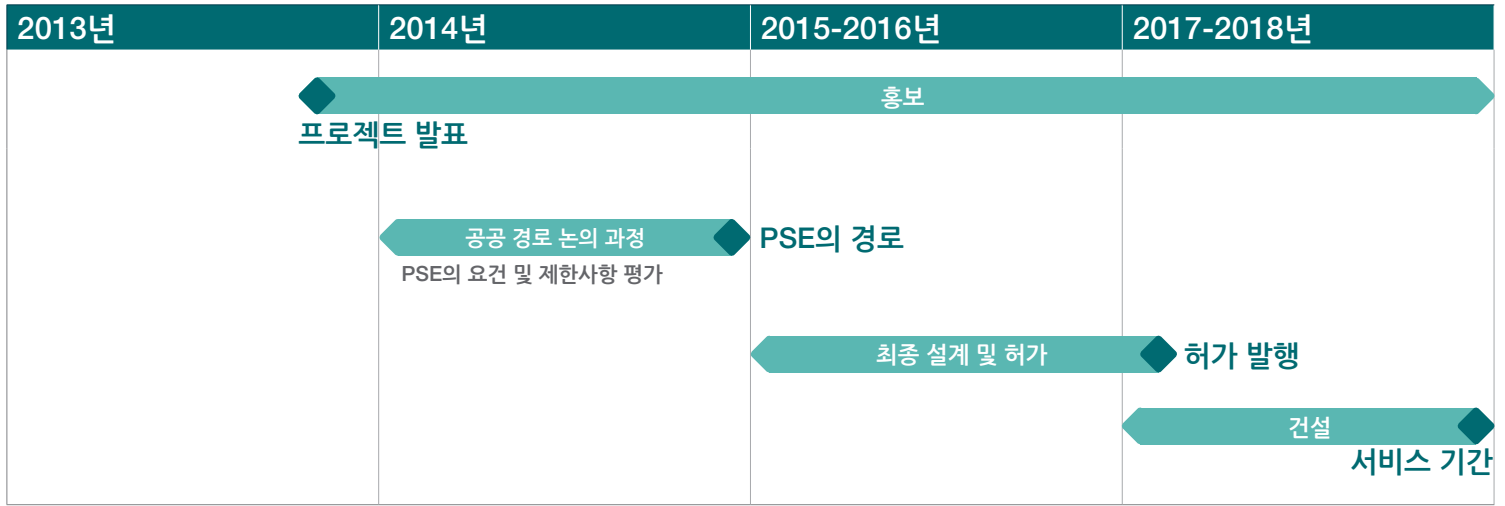 2013년
2014년
2015-2016년
2017-2018년
홍보
프로젝트 발표
공공 경로 논의 과정
PSE의 경로
PSE의 요건 및 제한사항 평가
최종 설계 및 허가
허가 발행
건설
서비스 기간